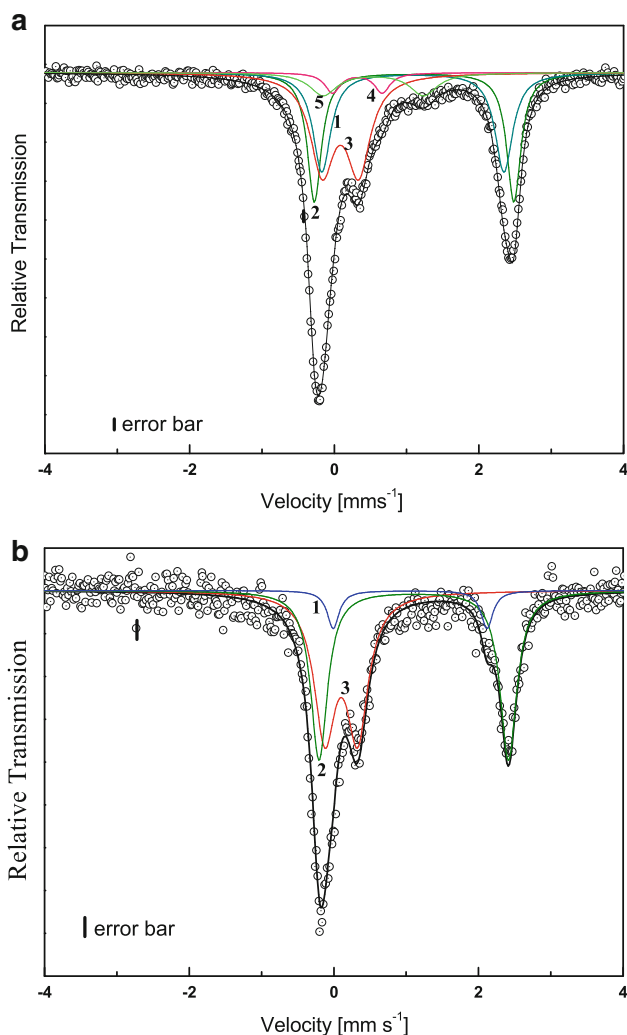 a
Relative Transmission
5
1
4
3
2
error bar
-4
-2
0
2
4
Velocity [mms⁻¹]
b
Relative Transmission
1
3
2
error bar
-4
-2
0
2
4
Velocity [mm s⁻¹]